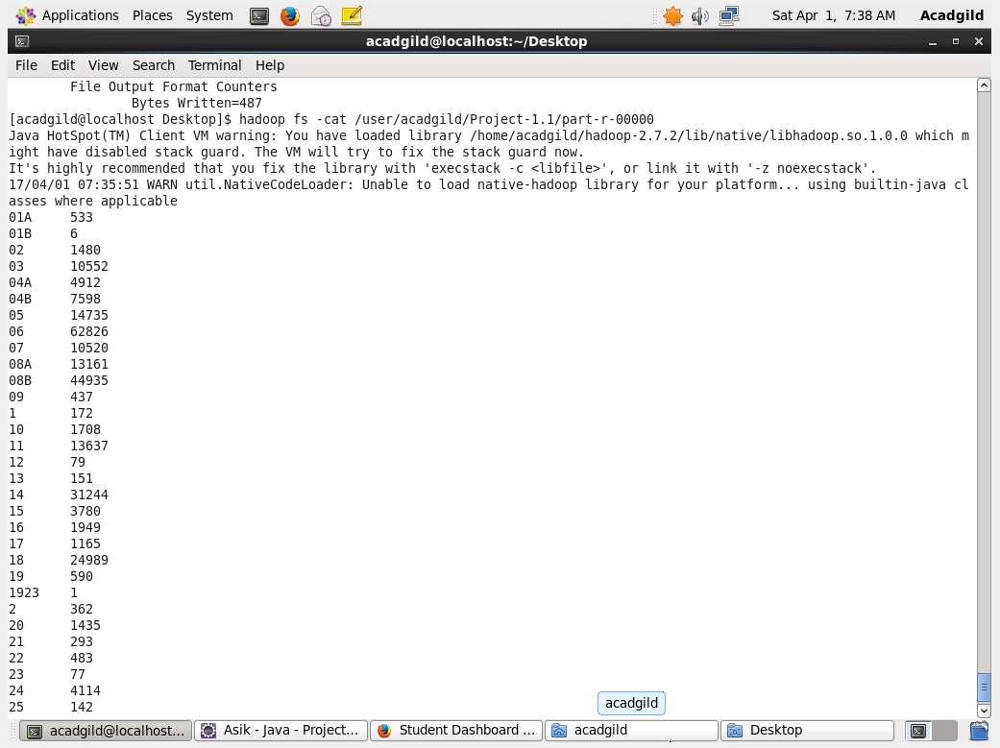 Applications Places System Sat Apr 1, 7:38 AM Acadgild
acadgild@localhost:~/Desktop
File Edit View Search Terminal Help
File Output Format Counters
Bytes Written=487
[acadgild@localhost Desktop]$ hadoop fs -cat /user/acadgild/Project-1.1/part-r-00000
Java HotSpot(TM) Client VM warning: You have loaded library /home/acadgild/hadoop-2.7.2/lib/native/libhadoop.so.1.0.0 which m
ight have disabled stack guard. The VM will try to fix the stack guard now.
It's highly recommended that you fix the library with 'execstack -c <libfile>', or link it with '-z noexecstack'.
17/04/01 07:35:51 WARN util.NativeCodeLoader: Unable to load native-hadoop library for your platform... using builtin-java cl
asses where applicable
01A 533
01B 6
02 1480
03 10552
04A 4912
04B 7598
05 14735
06 62826
07 10520
08A 13161
08B 44935
09 437
1 172
10 1708
11 13637
12 79
13 151
14 31244
15 3780
16 1949
17 1165
18 24989
19 590
1923 1
2 362
20 1435
21 293
22 483
23 77
24 4114
25 142
acadgild
acadgild@localhost... Asik - Java - Project... Student Dashboard ... acadgild Desktop